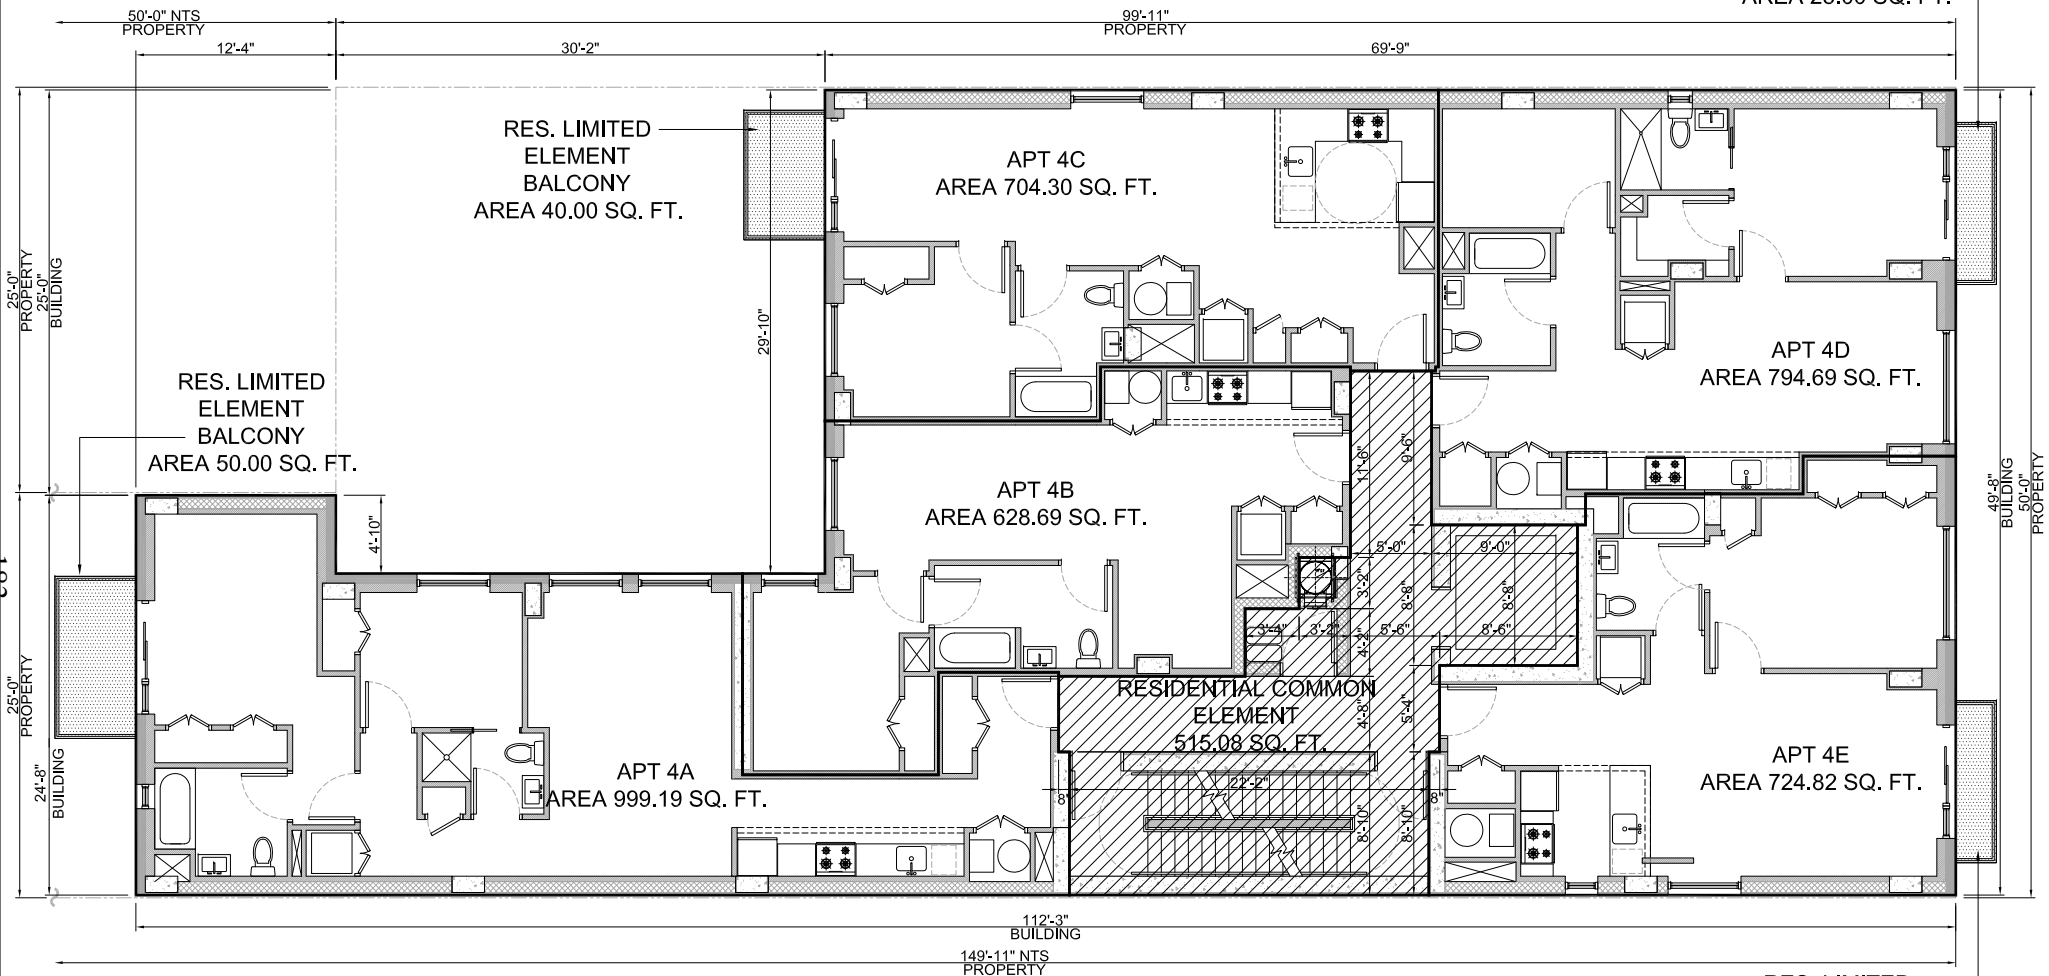 50'-0" NTS
PROPERTY
99'-11"
PROPERTY
12'-4"
30'-2"
69'-9"
RES. LIMITED
ELEMENT
BALCONY
AREA 40.00 SQ. FT.
APT 4C
AREA 704.30 SQ. FT.
25'-0"
PROPERTY
25'-0"
BUILDING
29'-10"
RES. LIMITED
ELEMENT
BALCONY
AREA 50.00 SQ. FT.
APT 4D
AREA 794.69 SQ. FT.
4'-10"
APT 4B
AREA 628.69 SQ. FT.
11'-6"
9'-6"
49'-8"
BUILDING
50'-0"
PROPERTY
5'-0"
9'-0"
3'-2"
8'-8"
8'-8"
3'-4"
3'-2"
4'-2"
5'-6"
8'-6"
25'-0"
PROPERTY
24'-8"
BUILDING
RESIDENTIAL COMMON
ELEMENT
515.08 SQ. FT.
4'-8"
5'-4"
APT 4A
AREA 999.19 SQ. FT.
APT 4E
AREA 724.82 SQ. FT.
8"
22'-2"
8"
8'-10"
8'-10"
112'-3"
BUILDING
149'-11" NTS
PROPERTY